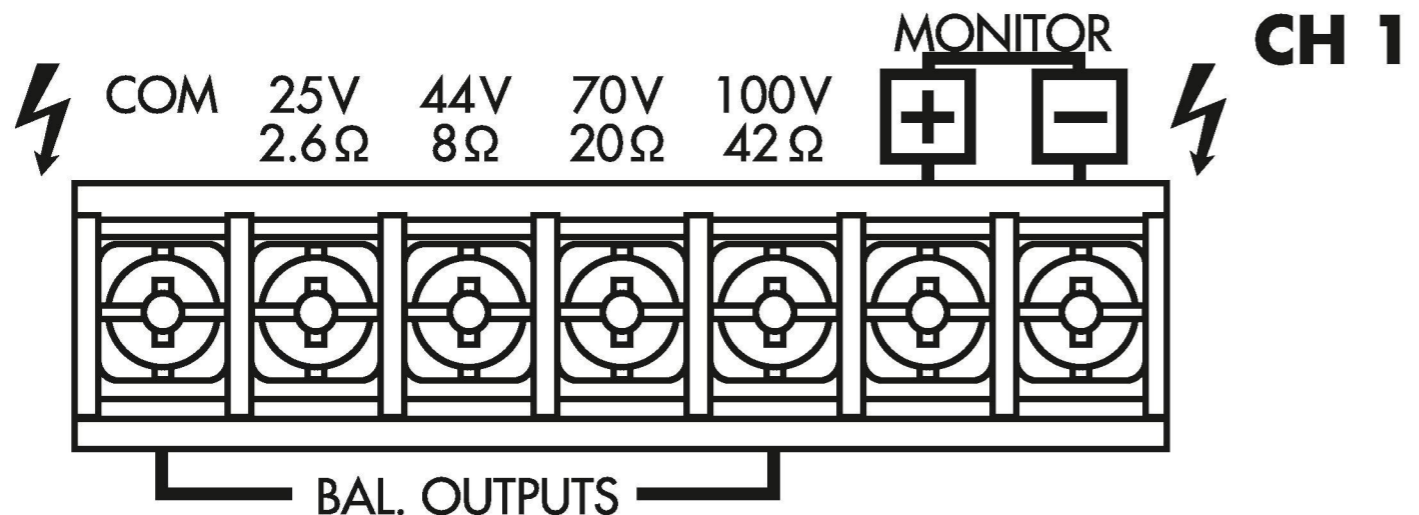 MONITOR CH 1
COM 25V 44V 70V 100V + −
2.6Ω 8Ω 20Ω 42Ω
BAL. OUTPUTS